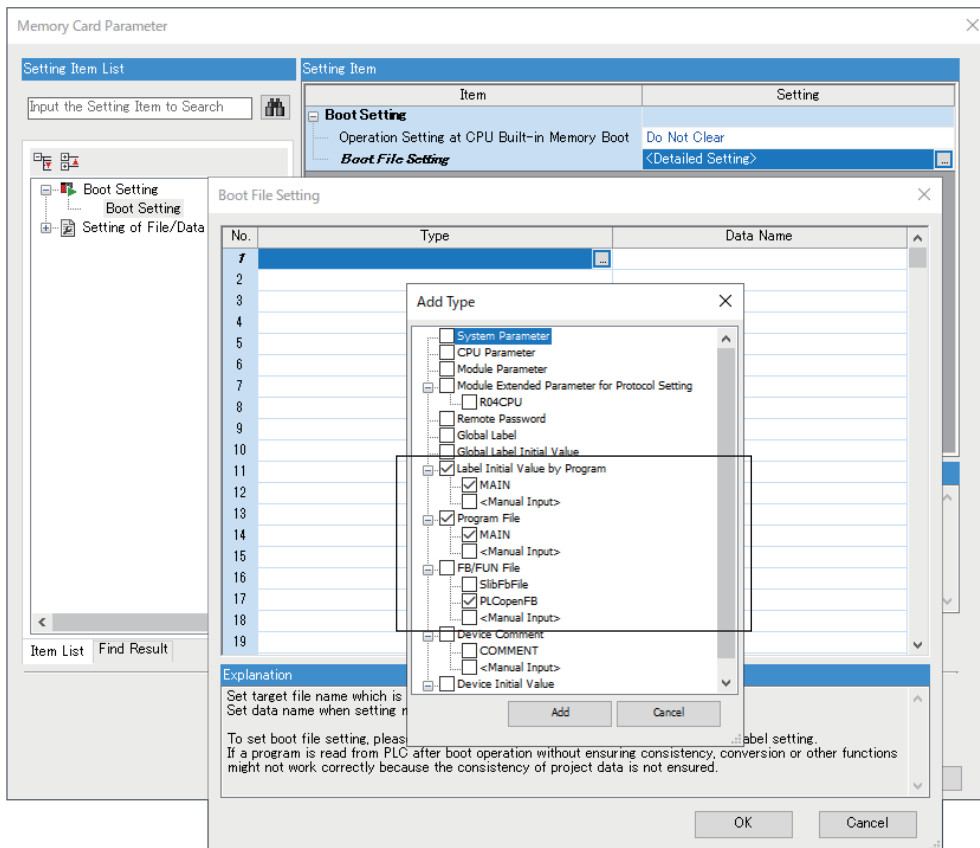 Memory Card Parameter
Setting Item List
Input the Setting Item to Search
Boot Setting
Boot Setting
Setting of File/Data
Item List Find Result
Setting Item
Item Setting
Boot Setting
Operation Setting at CPU Built-in Memory Boot Do Not Clear
Boot File Setting <Detailed Setting>
Boot File Setting
No. Type Data Name
1
2
3
4
5
6
7
8
9
10
11
12
13
14
15
16
17
18
19
Add Type
System Parameter
CPU Parameter
Module Parameter
Module Extended Parameter for Protocol Setting
R04CPU
Remote Password
Global Label
Global Label Initial Value
Label Initial Value by Program
MAIN
<Manual Input>
Program File
MAIN
<Manual Input>
FB/FUN File
SlibFbFile
PLCopenFB
<Manual Input>
Device Comment
COMMENT
<Manual Input>
Device Initial Value
Add Cancel
Explanation
Set target file name which is
Set data name when setting
To set boot file setting, abel setting.
If a program is read from PLC after boot operation without ensuring consistency, conversion or other functions
might not work correctly because the consistency of project data is not ensured.
OK Cancel